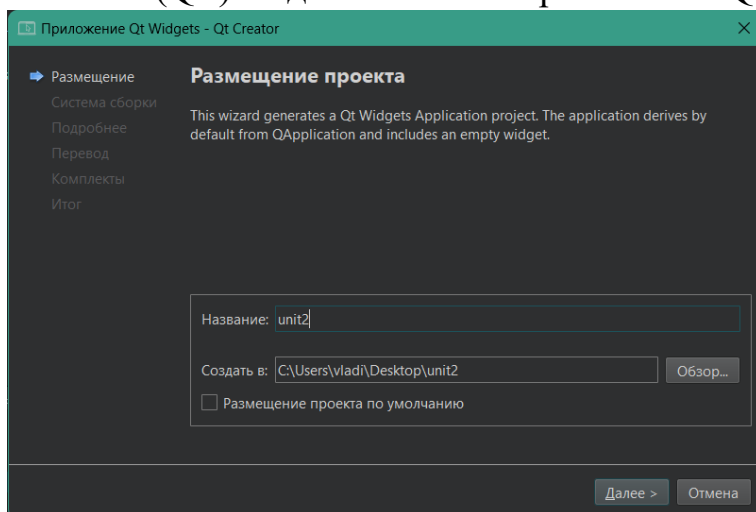 Приложение Qt Widgets - Qt Creator
Размещение
Система сборки
Подробнее
Перевод
Комплекты
Итог
Размещение проекта
This wizard generates a Qt Widgets Application project. The application derives by
default from QApplication and includes an empty widget.
Название: unit2
Создать в: C:\Users\vladi\Desktop\unit2 Обзор...
Размещение проекта по умолчанию
Далее > Отмена